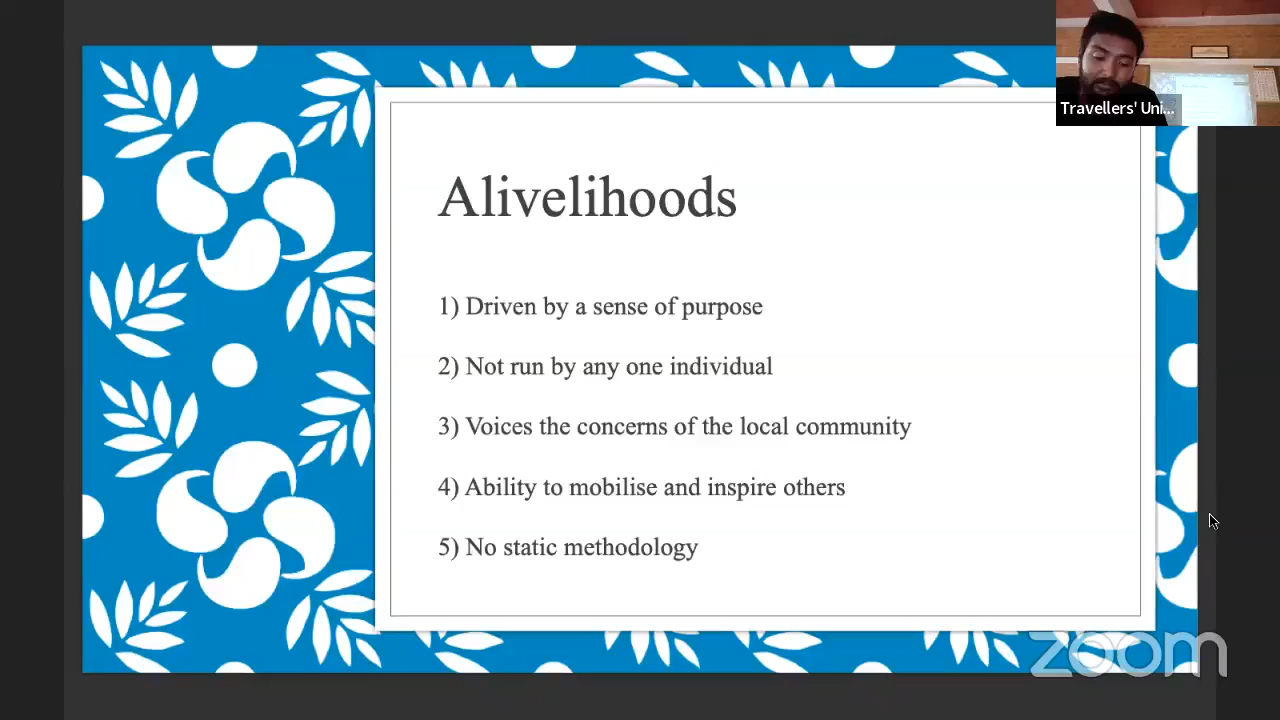 Travellers' Uni...
Alivelihoods
1) Driven by a sense of purpose
2) Not run by any one individual
3) Voices the concerns of the local community
4) Ability to mobilise and inspire others
5) No static methodology
zoom